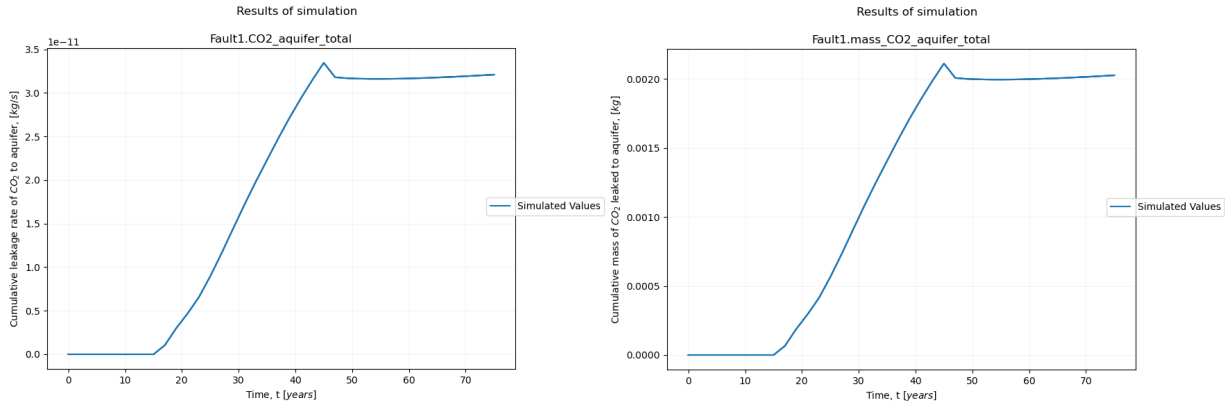 Results of simulation
Fault1.CO2_aquifer_total
1e−11
3.5
3.0
2.5
2.0
1.5
1.0
0.5
0.0
Cumulative leakage rate of CO₂ to aquifer, [kg/s]
0 10 20 30 40 50 60 70
Time, t [years]
Simulated Values
Results of simulation
Fault1.mass_CO2_aquifer_total
0.0020
0.0015
0.0010
0.0005
0.0000
Cumulative mass of CO₂ leaked to aquifer, [kg]
0 10 20 30 40 50 60 70
Time, t [years]
Simulated Values